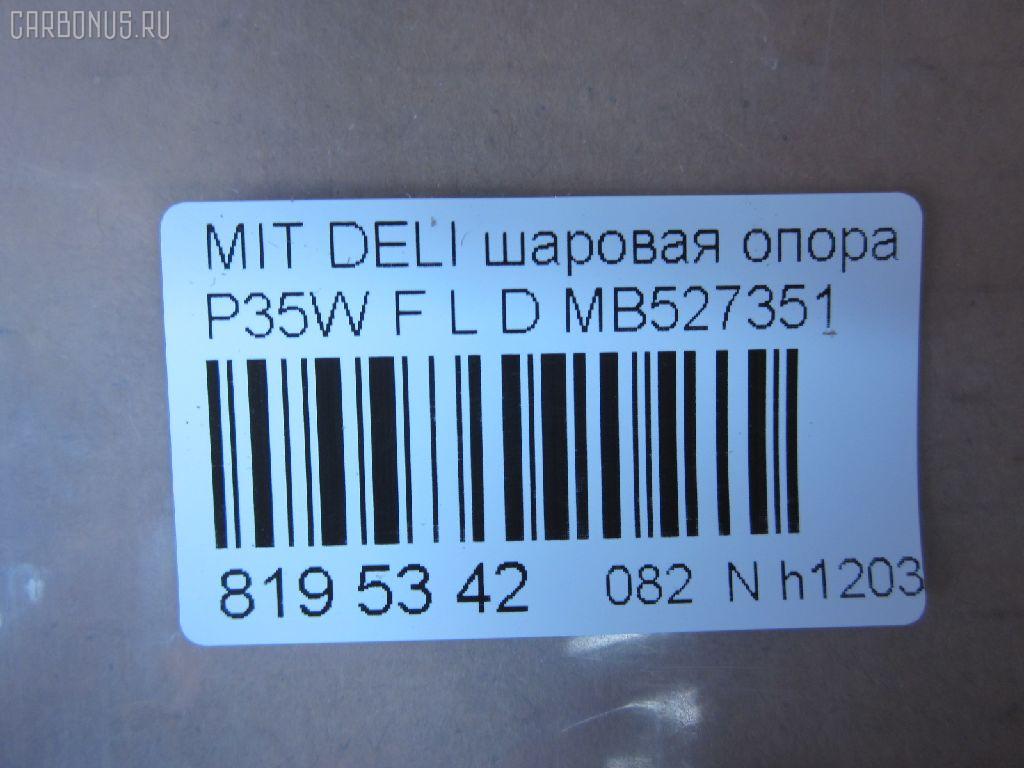 CARBONUS.RU
MIT DELI шаровая опора
P35W F L D MB527351
819 53 42 082 N h1203